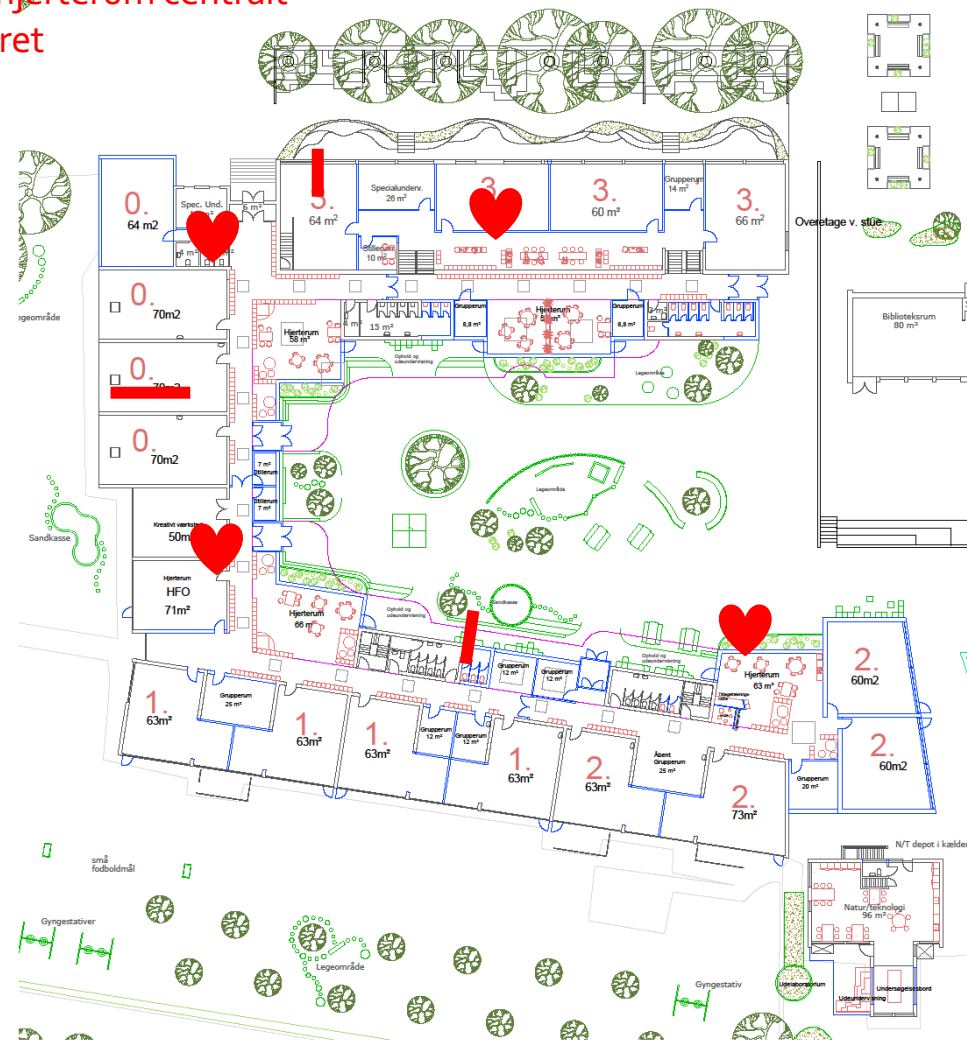 hjerterom centralt
ret
0.
64 m2
Spec. Und.
6 m²
64 m²
Specialunderv.
26 m²
3.
60 m²
Grupperum
14 m²
3.
66 m²
Overetage v. stue
10 m²
0.
70m2
Hjerterum
58 m²
15 m²
Grupperum
8,8 m²
Hjerterum
Grupperum
8,8 m²
Biblioteksrum
80 m²
Ophold og
udeundervisning
Legeområde
0.
0.
70m2
7 m²
Stillerum
Stillerum
7 m²
Legeområde
Sandkasse
Kreativt
50m
Hjerterum
HFO
71m²
Hjerterum
66 m²
Ophold og
udeundervisning
Sandkasse
Ophold og
udeundervisning
Grupperum
12 m²
Grupperum
12 m²
Hjerterum
63 m²
2.
60m2
1.
63m²
Grupperum
25 m²
1.
63m²
1.
63m²
Grupperum
12 m²
Grupperum
12 m²
1.
63m²
2.
63m²
Åbent
Grupperum
25 m²
2.
73m²
Grupperum
20 m²
2.
60m2
N/T depot i kælder
små
fodboldmål
Natur/teknologi
96 m²
Gyngestativer
Legeområde
Gyngestativ
Udelaboratorium
Udeundervisning
Undersøgelsesbord